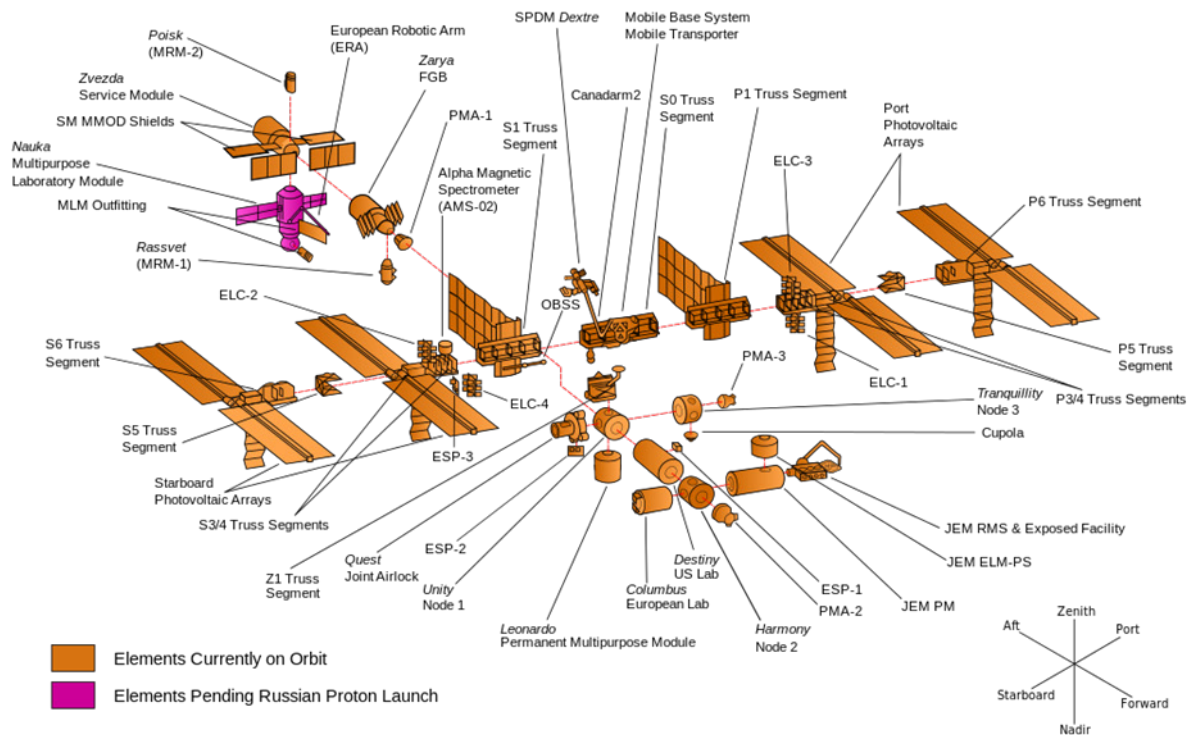 Poisk
(MRM-2)
European Robotic Arm
(ERA)
SPDM Dextre
Mobile Base System
Mobile Transporter
Zvezda
Service Module
Zarya
FGB
Canadarm2
S0 Truss
Segment
P1 Truss Segment
Port
Photovoltaic
Arrays
SM MMOD Shields
PMA-1
S1 Truss
Segment
ELC-3
Nauka
Multipurpose
Laboratory Module
Alpha Magnetic
Spectrometer
(AMS-02)
MLM Outfitting
P6 Truss Segment
Rassvet
(MRM-1)
ELC-2
OBSS
S6 Truss
Segment
PMA-3
P5 Truss
Segment
ELC-1
Tranquillity
Node 3
P3/4 Truss Segments
ELC-4
S5 Truss
Segment
ESP-3
Cupola
Starboard
Photovoltaic Arrays
S3/4 Truss Segments
JEM RMS & Exposed Facility
ESP-2
Quest
Joint Airlock
Destiny
US Lab
JEM ELM-PS
Z1 Truss
Segment
Unity
Node 1
Columbus
European Lab
ESP-1
PMA-2
JEM PM
Leonardo
Permanent Multipurpose Module
Harmony
Node 2
Zenith
Aft
Port
Starboard
Forward
Nadir
Elements Currently on Orbit
Elements Pending Russian Proton Launch